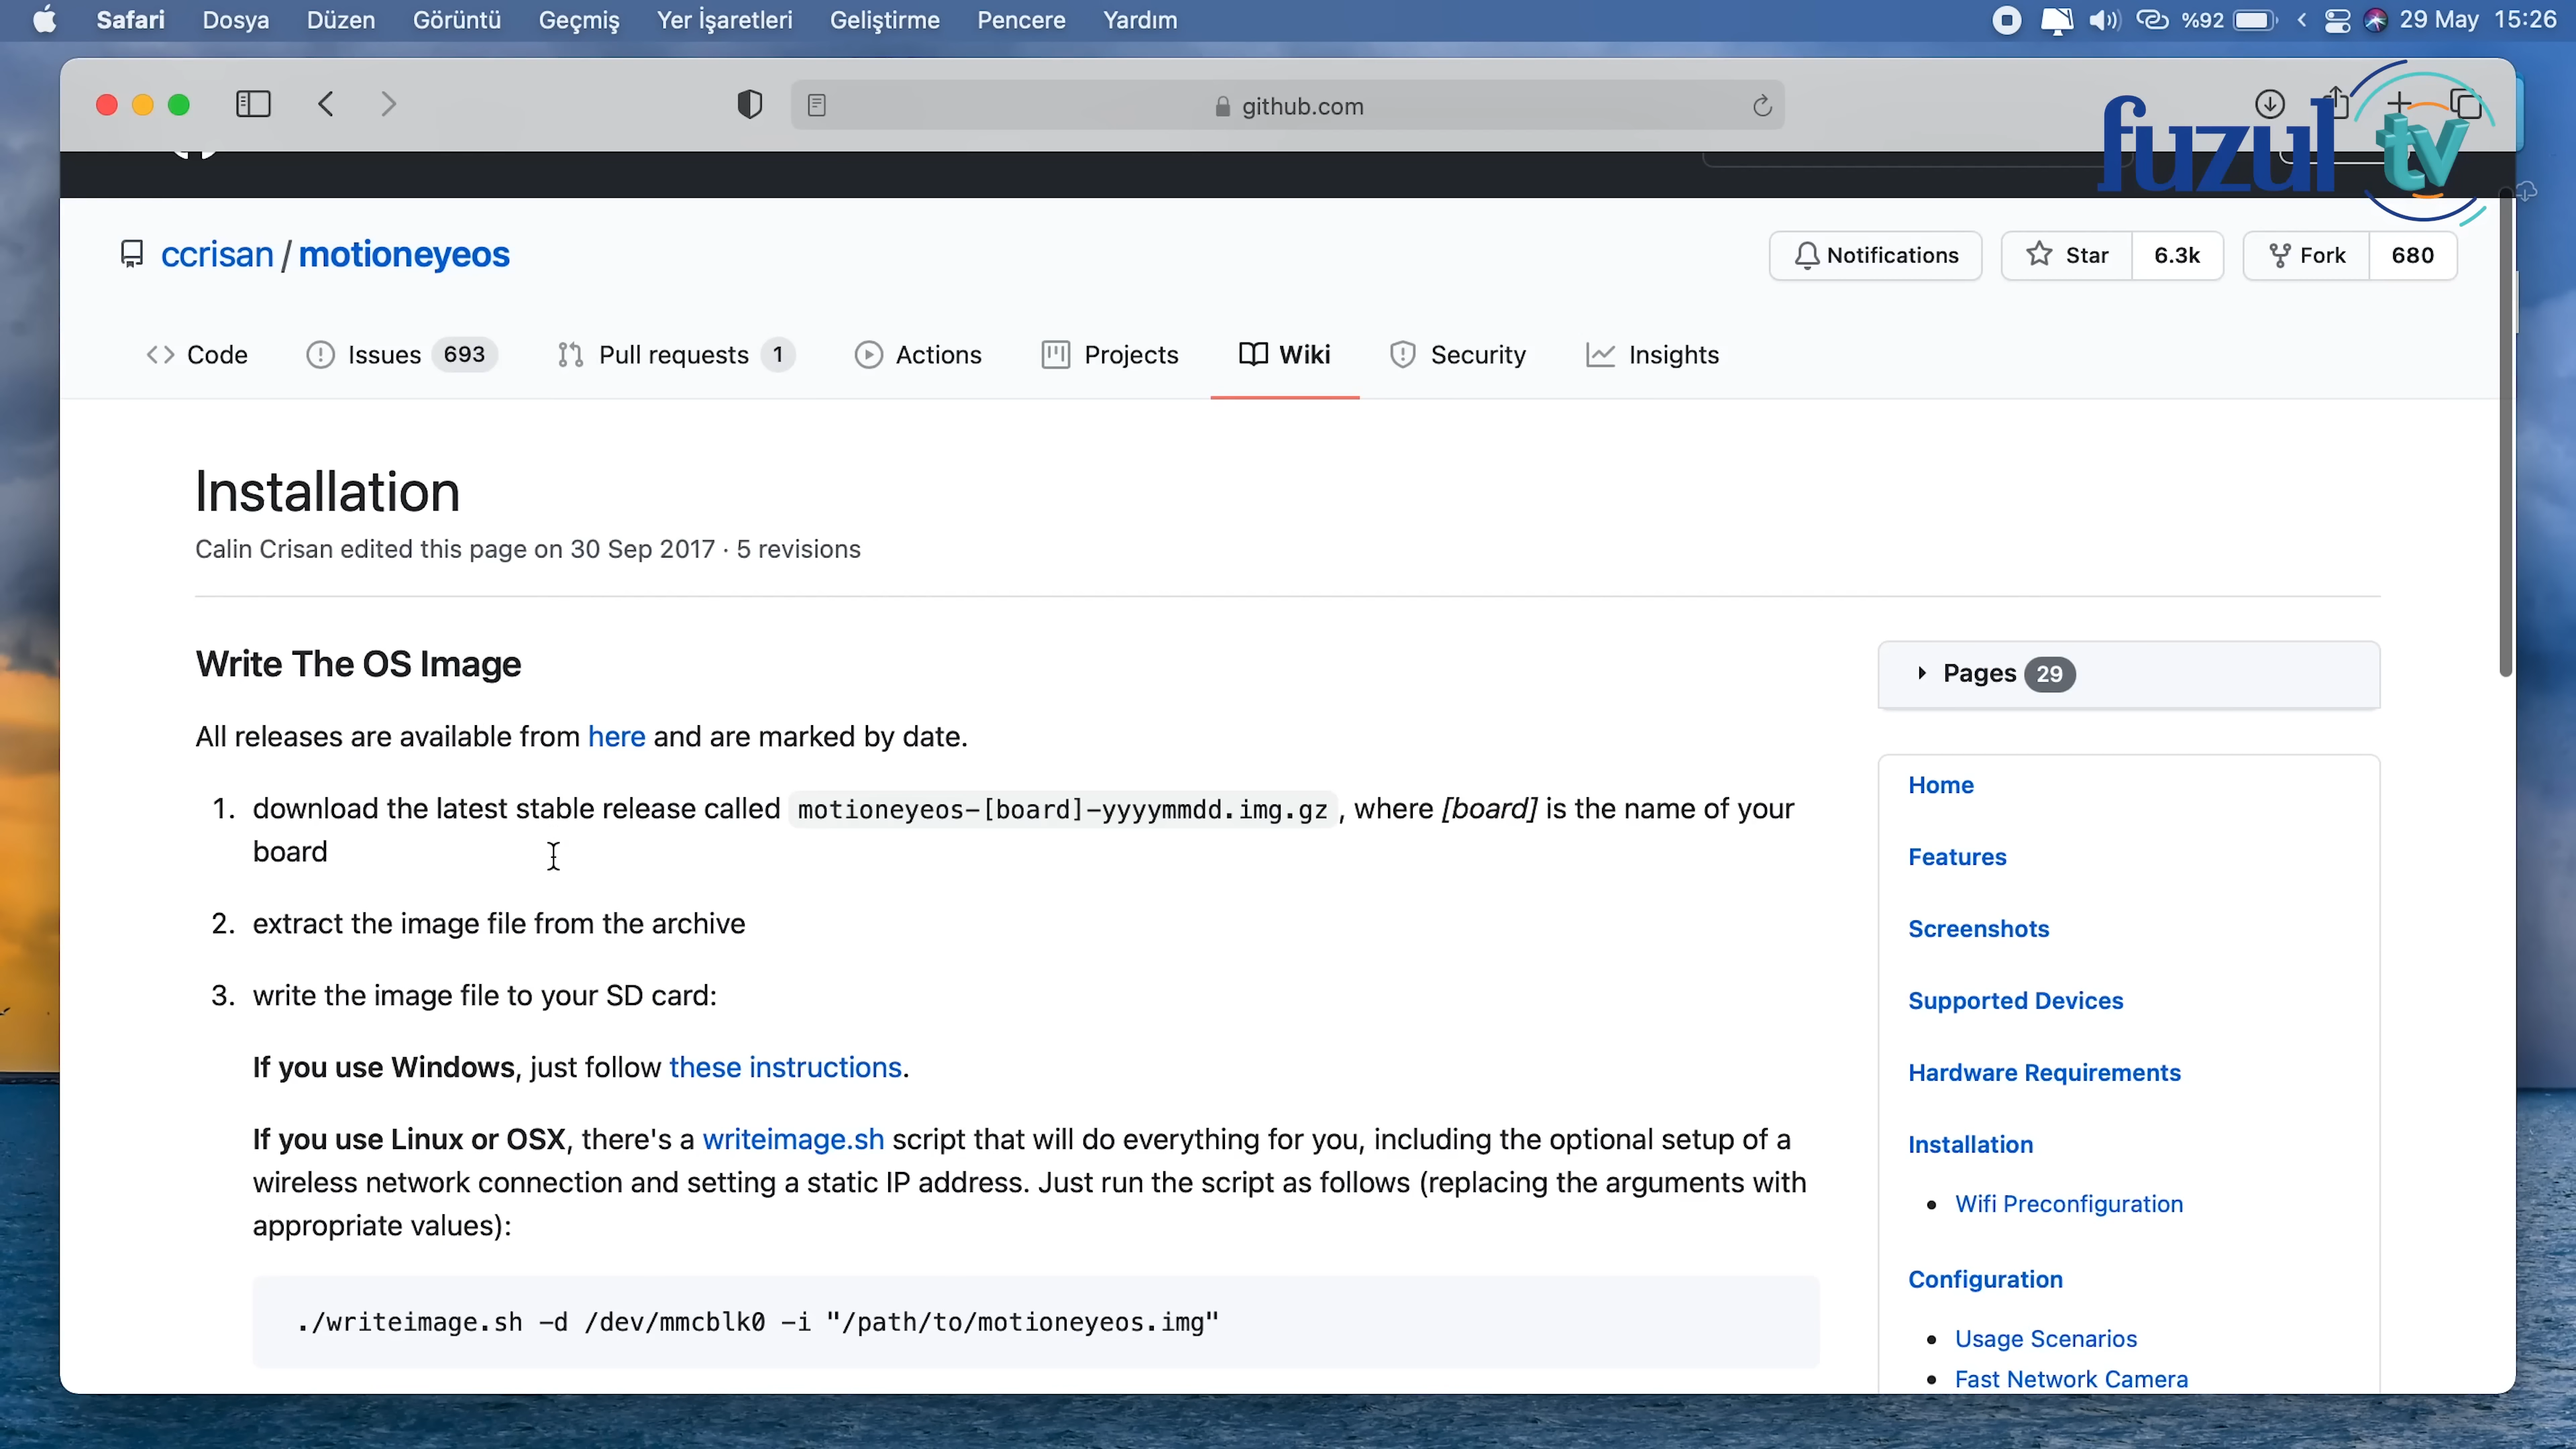 Safari Dosya Düzen Görüntü Geçmiş Yer İşaretleri Geliştirme Pencere Yardım %92 29 May 15:26
github.com
fuzul tv
ccrisan / motioneyeos
Notifications Star 6.3k Fork 680
Code Issues 693 Pull requests 1 Actions Projects Wiki Security Insights
Installation
Calin Crisan edited this page on 30 Sep 2017 · 5 revisions
Write The OS Image
All releases are available from here and are marked by date.
1. download the latest stable release called motioneyeos-[board]-yyyymmdd.img.gz , where [board] is the name of your
board
2. extract the image file from the archive
3. write the image file to your SD card:
If you use Windows, just follow these instructions.
If you use Linux or OSX, there's a writeimage.sh script that will do everything for you, including the optional setup of a
wireless network connection and setting a static IP address. Just run the script as follows (replacing the arguments with
appropriate values):
./writeimage.sh -d /dev/mmcblk0 -i "/path/to/motioneyeos.img"
Pages 29
Home
Features
Screenshots
Supported Devices
Hardware Requirements
Installation
• Wifi Preconfiguration
Configuration
• Usage Scenarios
• Fast Network Camera